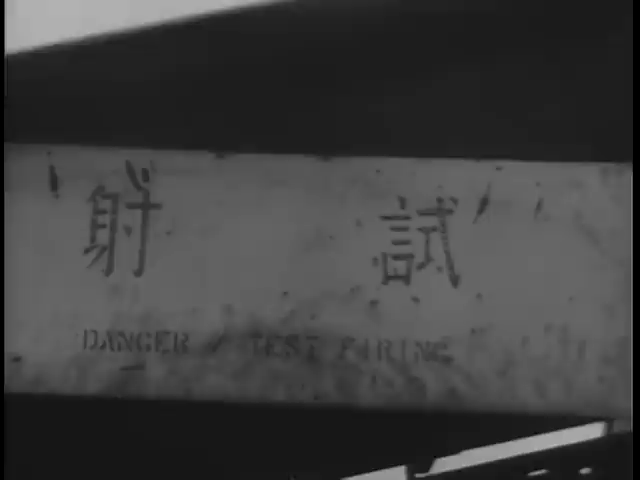 試射
DANGER / TEST FIRING